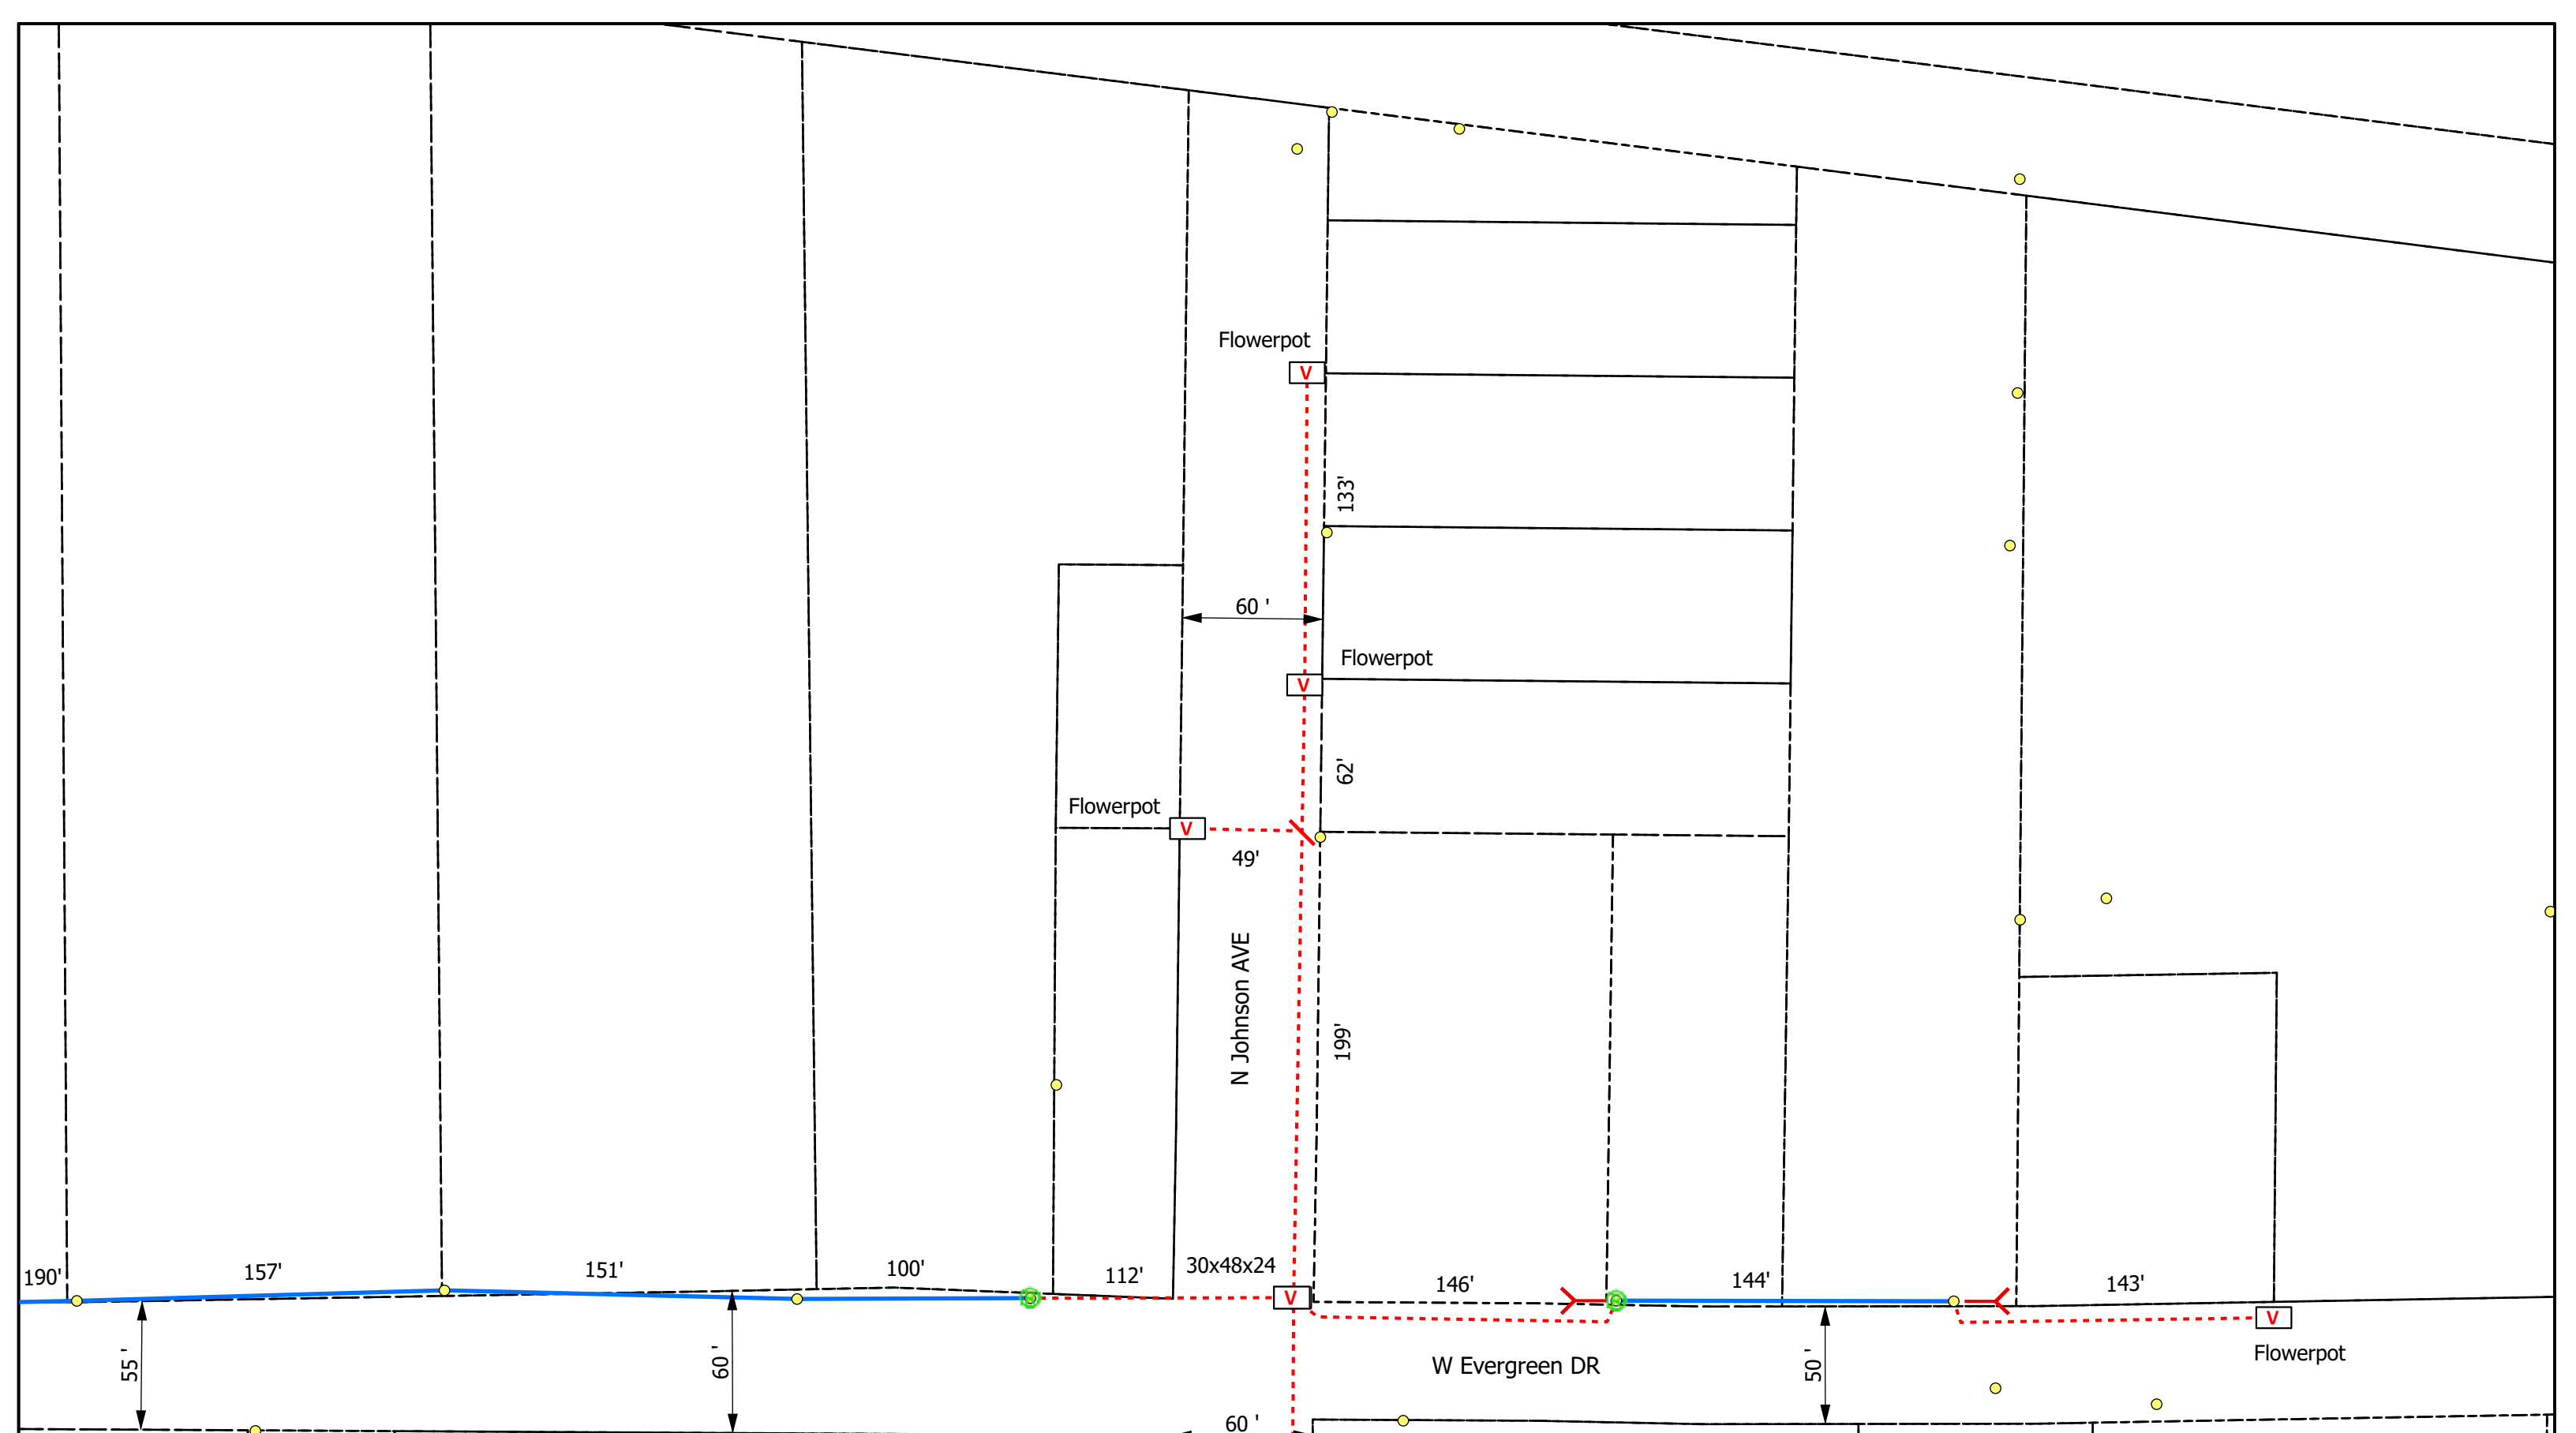 Flowerpot
V
133'
60 '
Flowerpot
V
62'
Flowerpot
V
49'
N Johnson AVE
199'
190'
157'
151'
100'
112'
30x48x24
V
146'
144'
143'
V
Flowerpot
55 '
60 '
W Evergreen DR
50 '
60 '